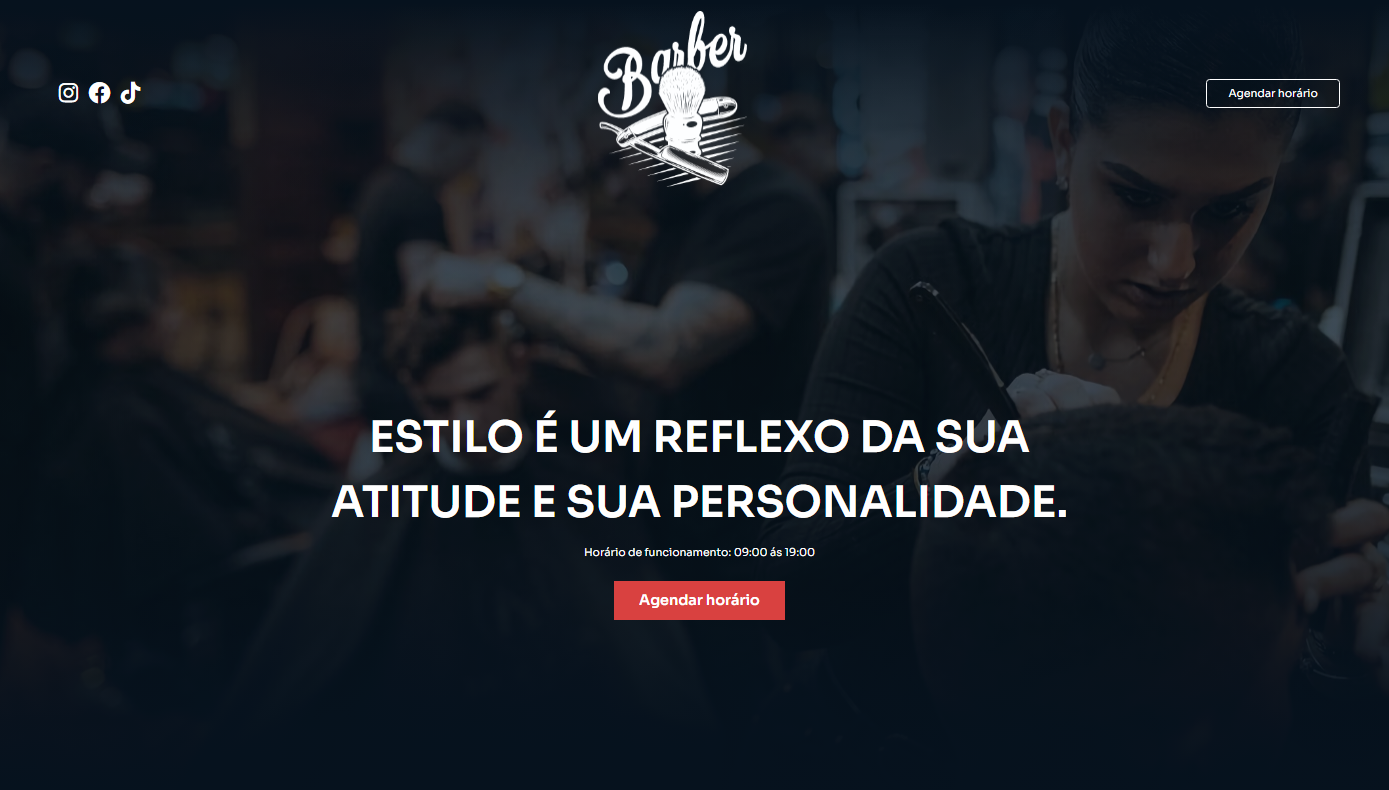 Barber
Agendar horário
ESTILO É UM REFLEXO DA SUA
ATITUDE E SUA PERSONALIDADE.
Horário de funcionamento: 09:00 ás 19:00
Agendar horário